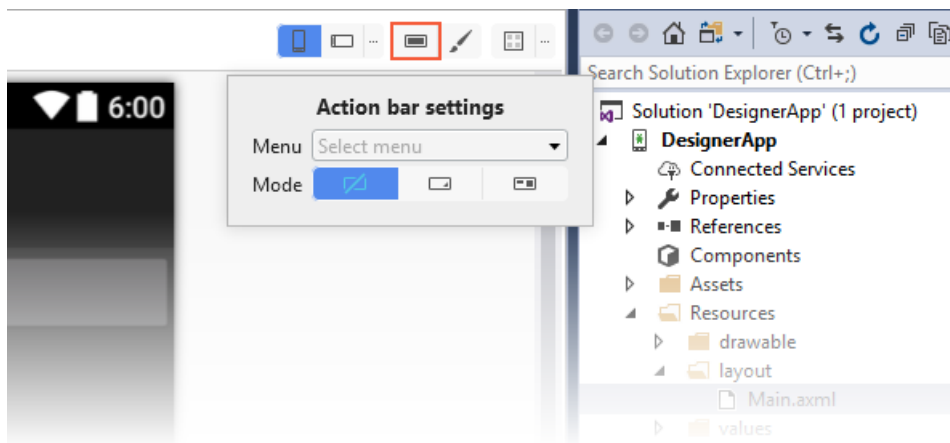 6:00
Action bar settings
Menu Select menu
Mode
Search Solution Explorer (Ctrl+;)
Solution 'DesignerApp' (1 project)
DesignerApp
Connected Services
Properties
References
Components
Assets
Resources
drawable
layout
Main.axml
values